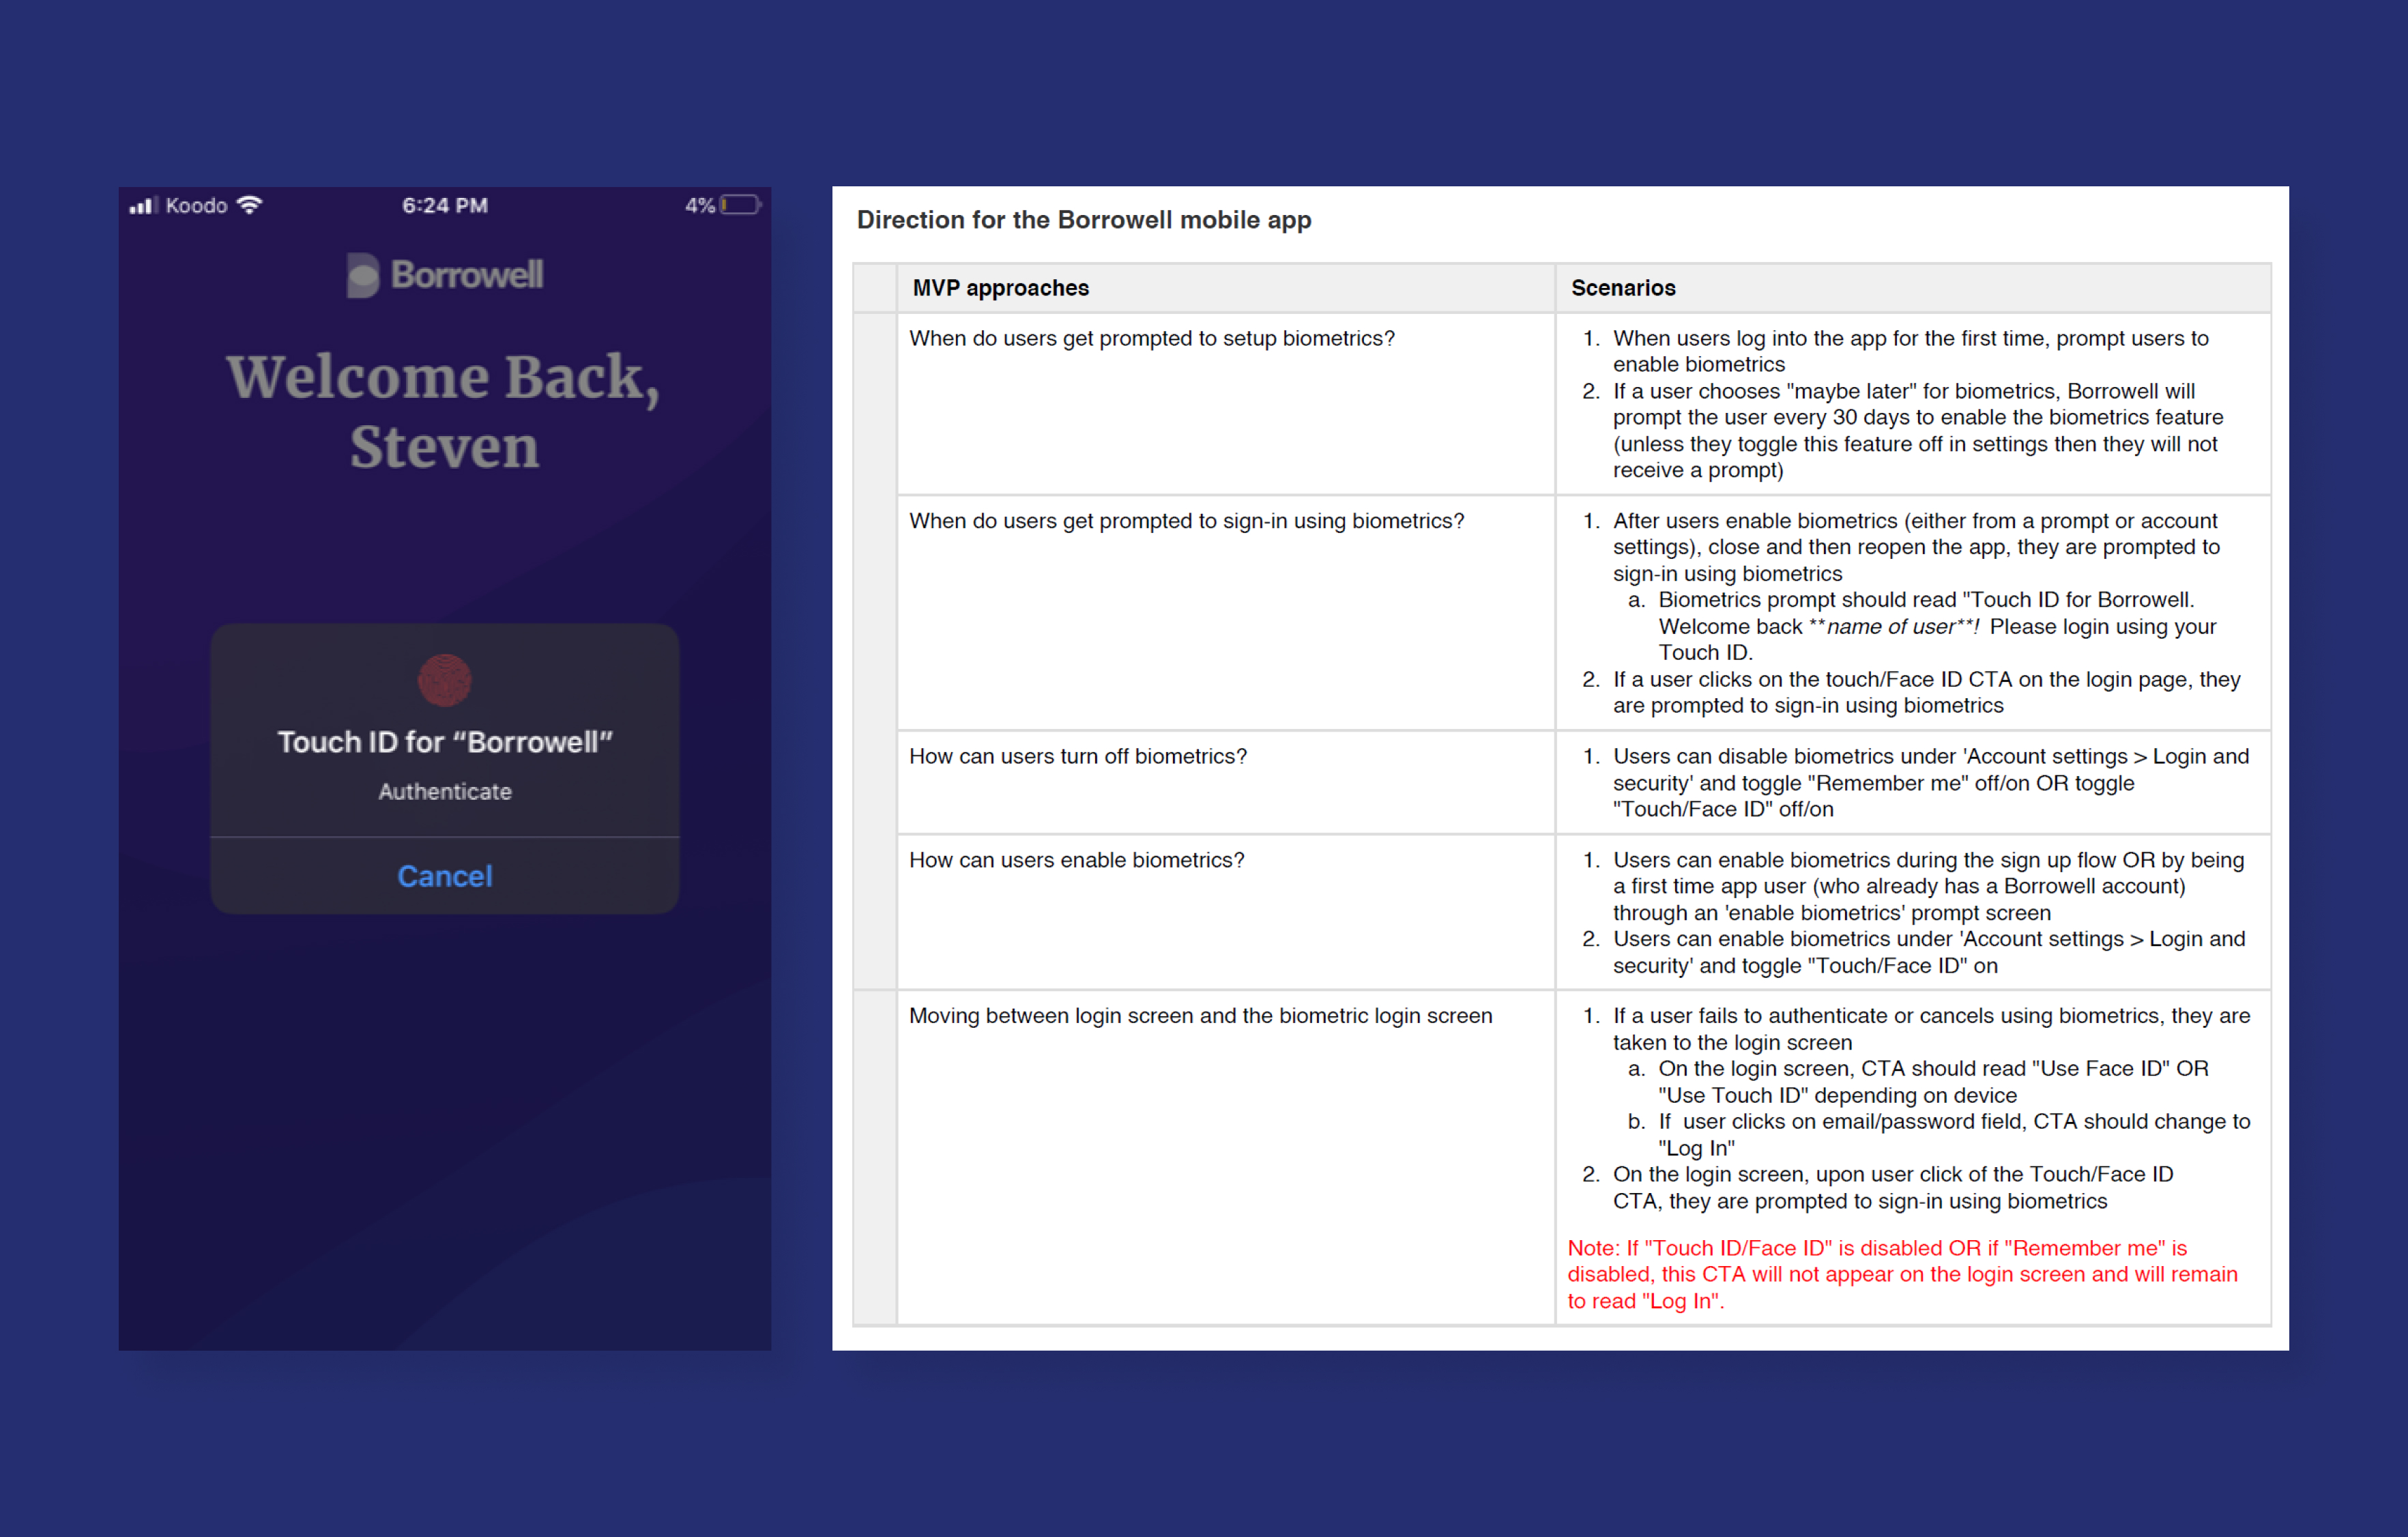 Koodo
6:24 PM
4%
Borrowell
Welcome Back,
Steven
Touch ID for “Borrowell”
Authenticate
Cancel
Direction for the Borrowell mobile app
MVP approaches
Scenarios
When do users get prompted to setup biometrics?
1. When users log into the app for the first time, prompt users to
enable biometrics
2. If a user chooses "maybe later" for biometrics, Borrowell will
prompt the user every 30 days to enable the biometrics feature
(unless they toggle this feature off in settings then they will not
receive a prompt)
When do users get prompted to sign-in using biometrics?
1. After users enable biometrics (either from a prompt or account
settings), close and then reopen the app, they are prompted to
sign-in using biometrics
a. Biometrics prompt should read "Touch ID for Borrowell.
Welcome back **name of user**! Please login using your
Touch ID.
2. If a user clicks on the touch/Face ID CTA on the login page, they
are prompted to sign-in using biometrics
How can users turn off biometrics?
1. Users can disable biometrics under 'Account settings > Login and
security' and toggle "Remember me" off/on OR toggle
"Touch/Face ID" off/on
How can users enable biometrics?
1. Users can enable biometrics during the sign up flow OR by being
a first time app user (who already has a Borrowell account)
through an 'enable biometrics' prompt screen
2. Users can enable biometrics under 'Account settings > Login and
security' and toggle "Touch/Face ID" on
Moving between login screen and the biometric login screen
1. If a user fails to authenticate or cancels using biometrics, they are
taken to the login screen
a. On the login screen, CTA should read "Use Face ID" OR
"Use Touch ID" depending on device
b. If user clicks on email/password field, CTA should change to
"Log In"
2. On the login screen, upon user click of the Touch/Face ID
CTA, they are prompted to sign-in using biometrics
Note: If "Touch ID/Face ID" is disabled OR if "Remember me" is
disabled, this CTA will not appear on the login screen and will remain
to read "Log In".